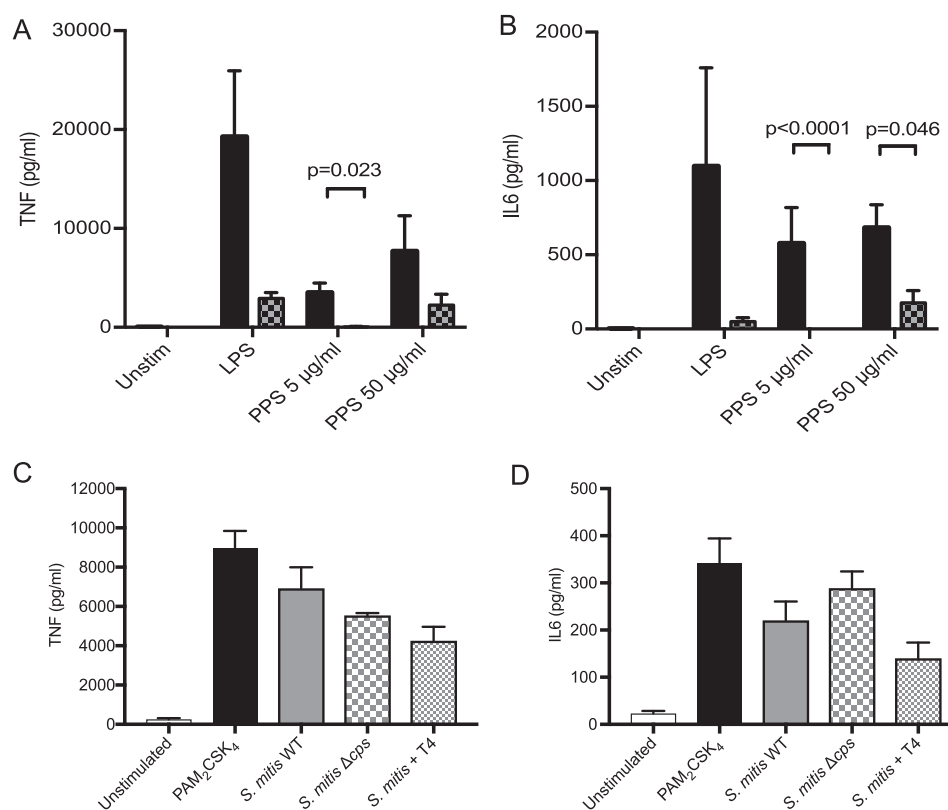 A
TNF (pg/ml)
30000
20000
10000
0
p=0.023
Unstim
LPS
PPS 5 µg/ml
PPS 50 µg/ml
B
IL6 (pg/ml)
2000
1500
1000
500
0
p<0.0001
p=0.046
Unstim
LPS
PPS 5 µg/ml
PPS 50 µg/ml
C
TNF (pg/ml)
12000
10000
8000
6000
4000
2000
0
Unstimulated
PAM₂CSK₄
S. mitis WT
S. mitis Δcps
S. mitis + T4
D
IL6 (pg/ml)
500
400
300
200
100
0
Unstimulated
PAM₂CSK₄
S. mitis WT
S. mitis Δcps
S. mitis + T4